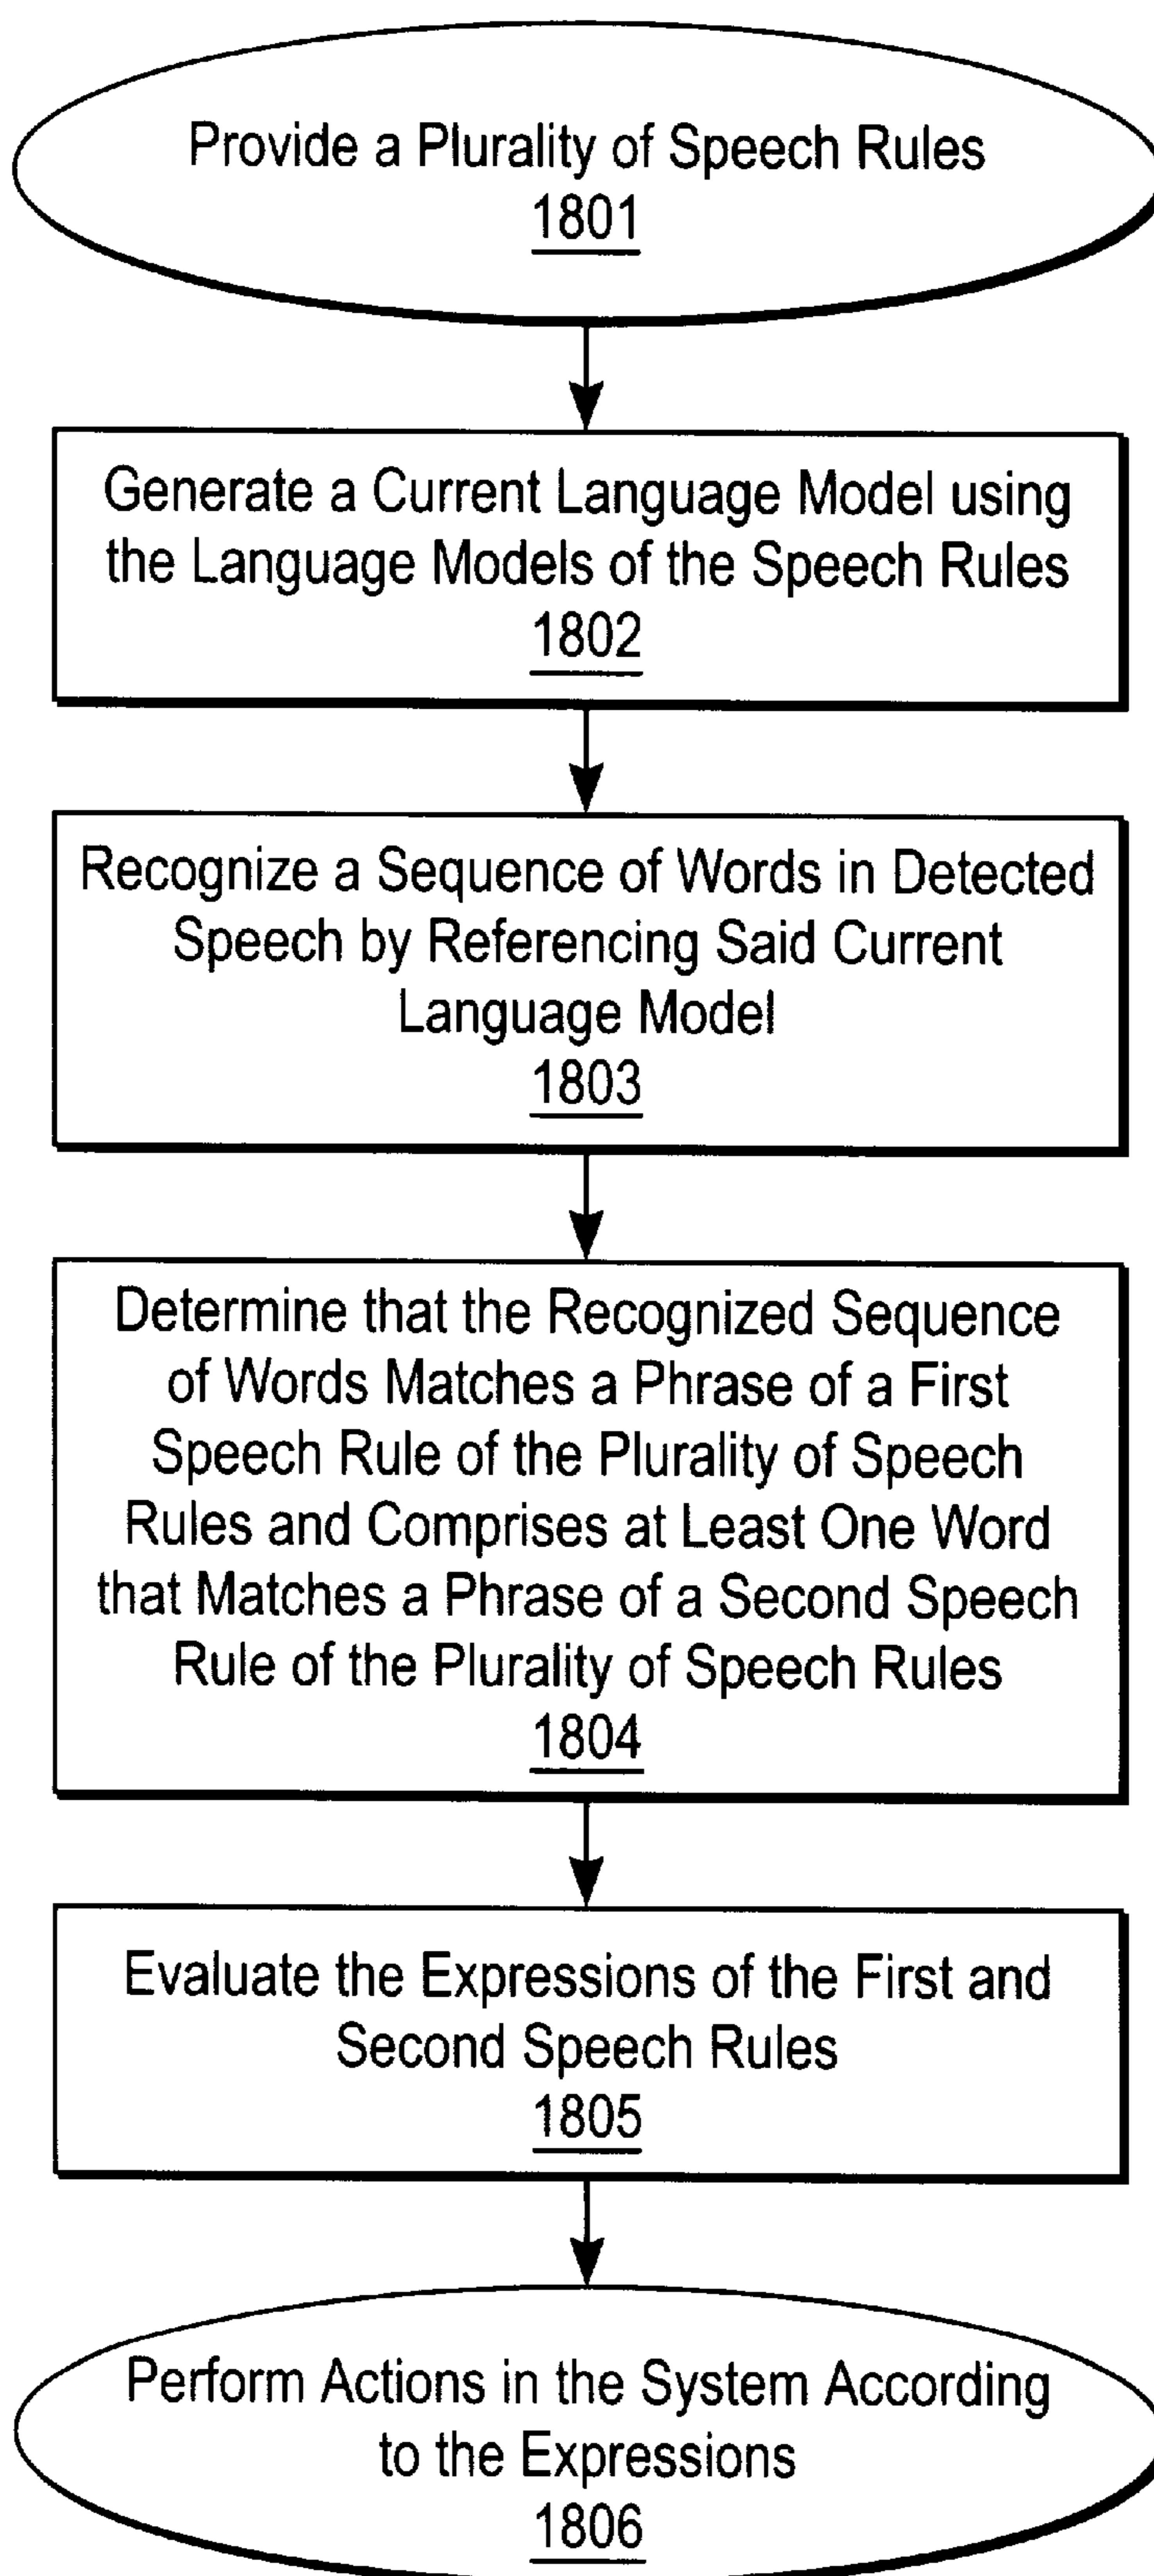 Provide a Plurality of Speech Rules
1801
Generate a Current Language Model using
the Language Models of the Speech Rules
1802
Recognize a Sequence of Words in Detected
Speech by Referencing Said Current
Language Model
1803
Determine that the Recognized Sequence
of Words Matches a Phrase of a First
Speech Rule of the Plurality of Speech
Rules and Comprises at Least One Word
that Matches a Phrase of a Second Speech
Rule of the Plurality of Speech Rules
1804
Evaluate the Expressions of the First and
Second Speech Rules
1805
Perform Actions in the System According
to the Expressions
1806